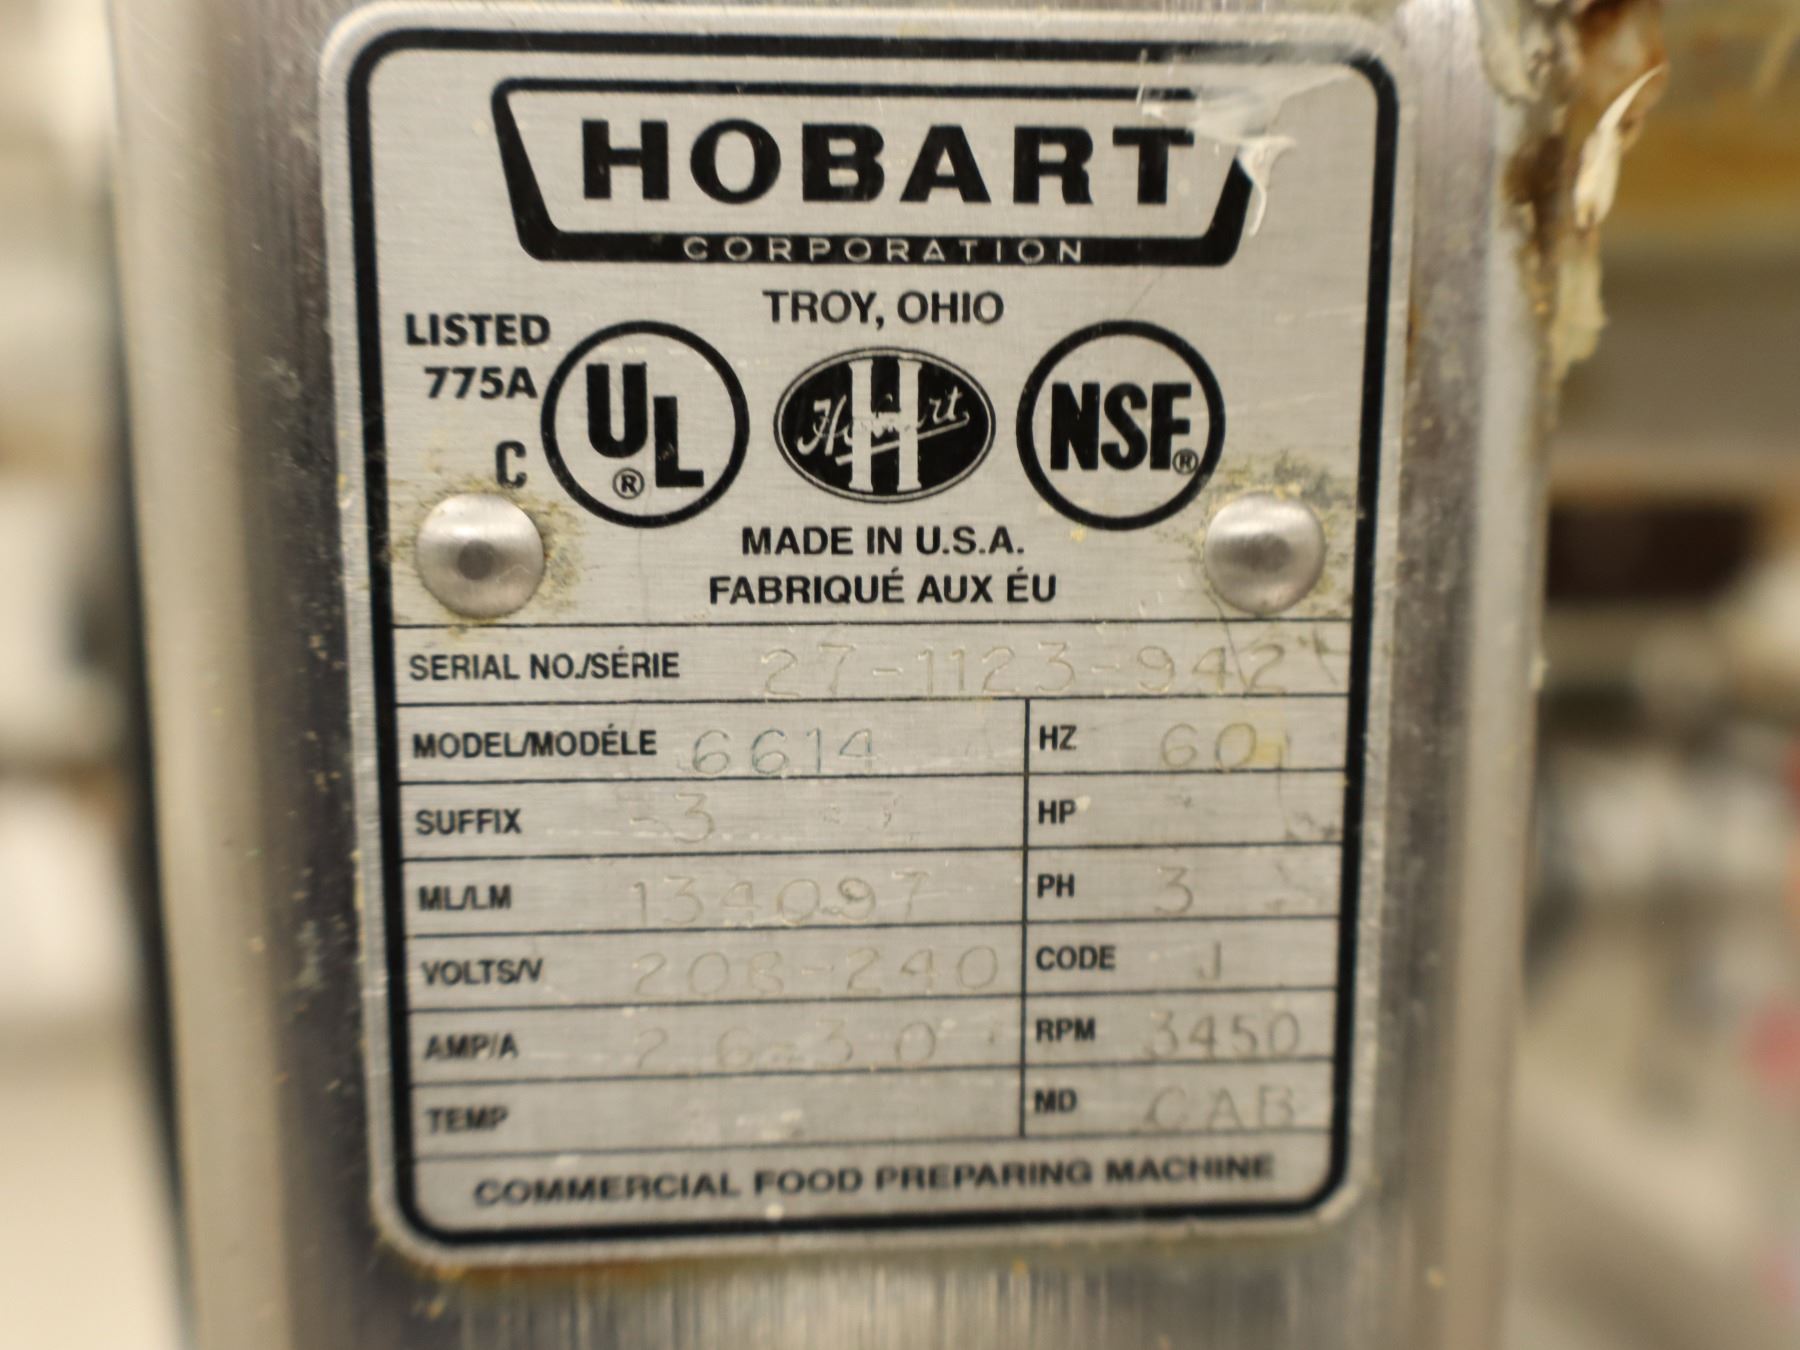 HOBART
CORPORATION
TROY, OHIO
LISTED
775A
C
UL
®
Hobart
H
NSF®
MADE IN U.S.A.
FABRIQUÉ AUX ÉU
SERIAL NO./SÉRIE 27-1123-942
MODEL/MODÉLE 6614 HZ 60
SUFFIX -3 HP
ML/LM 134097 PH 3
VOLTS/V 208-240 CODE J
AMP/A RPM 3450
TEMP MD CAB
COMMERCIAL FOOD PREPARING MACHINE